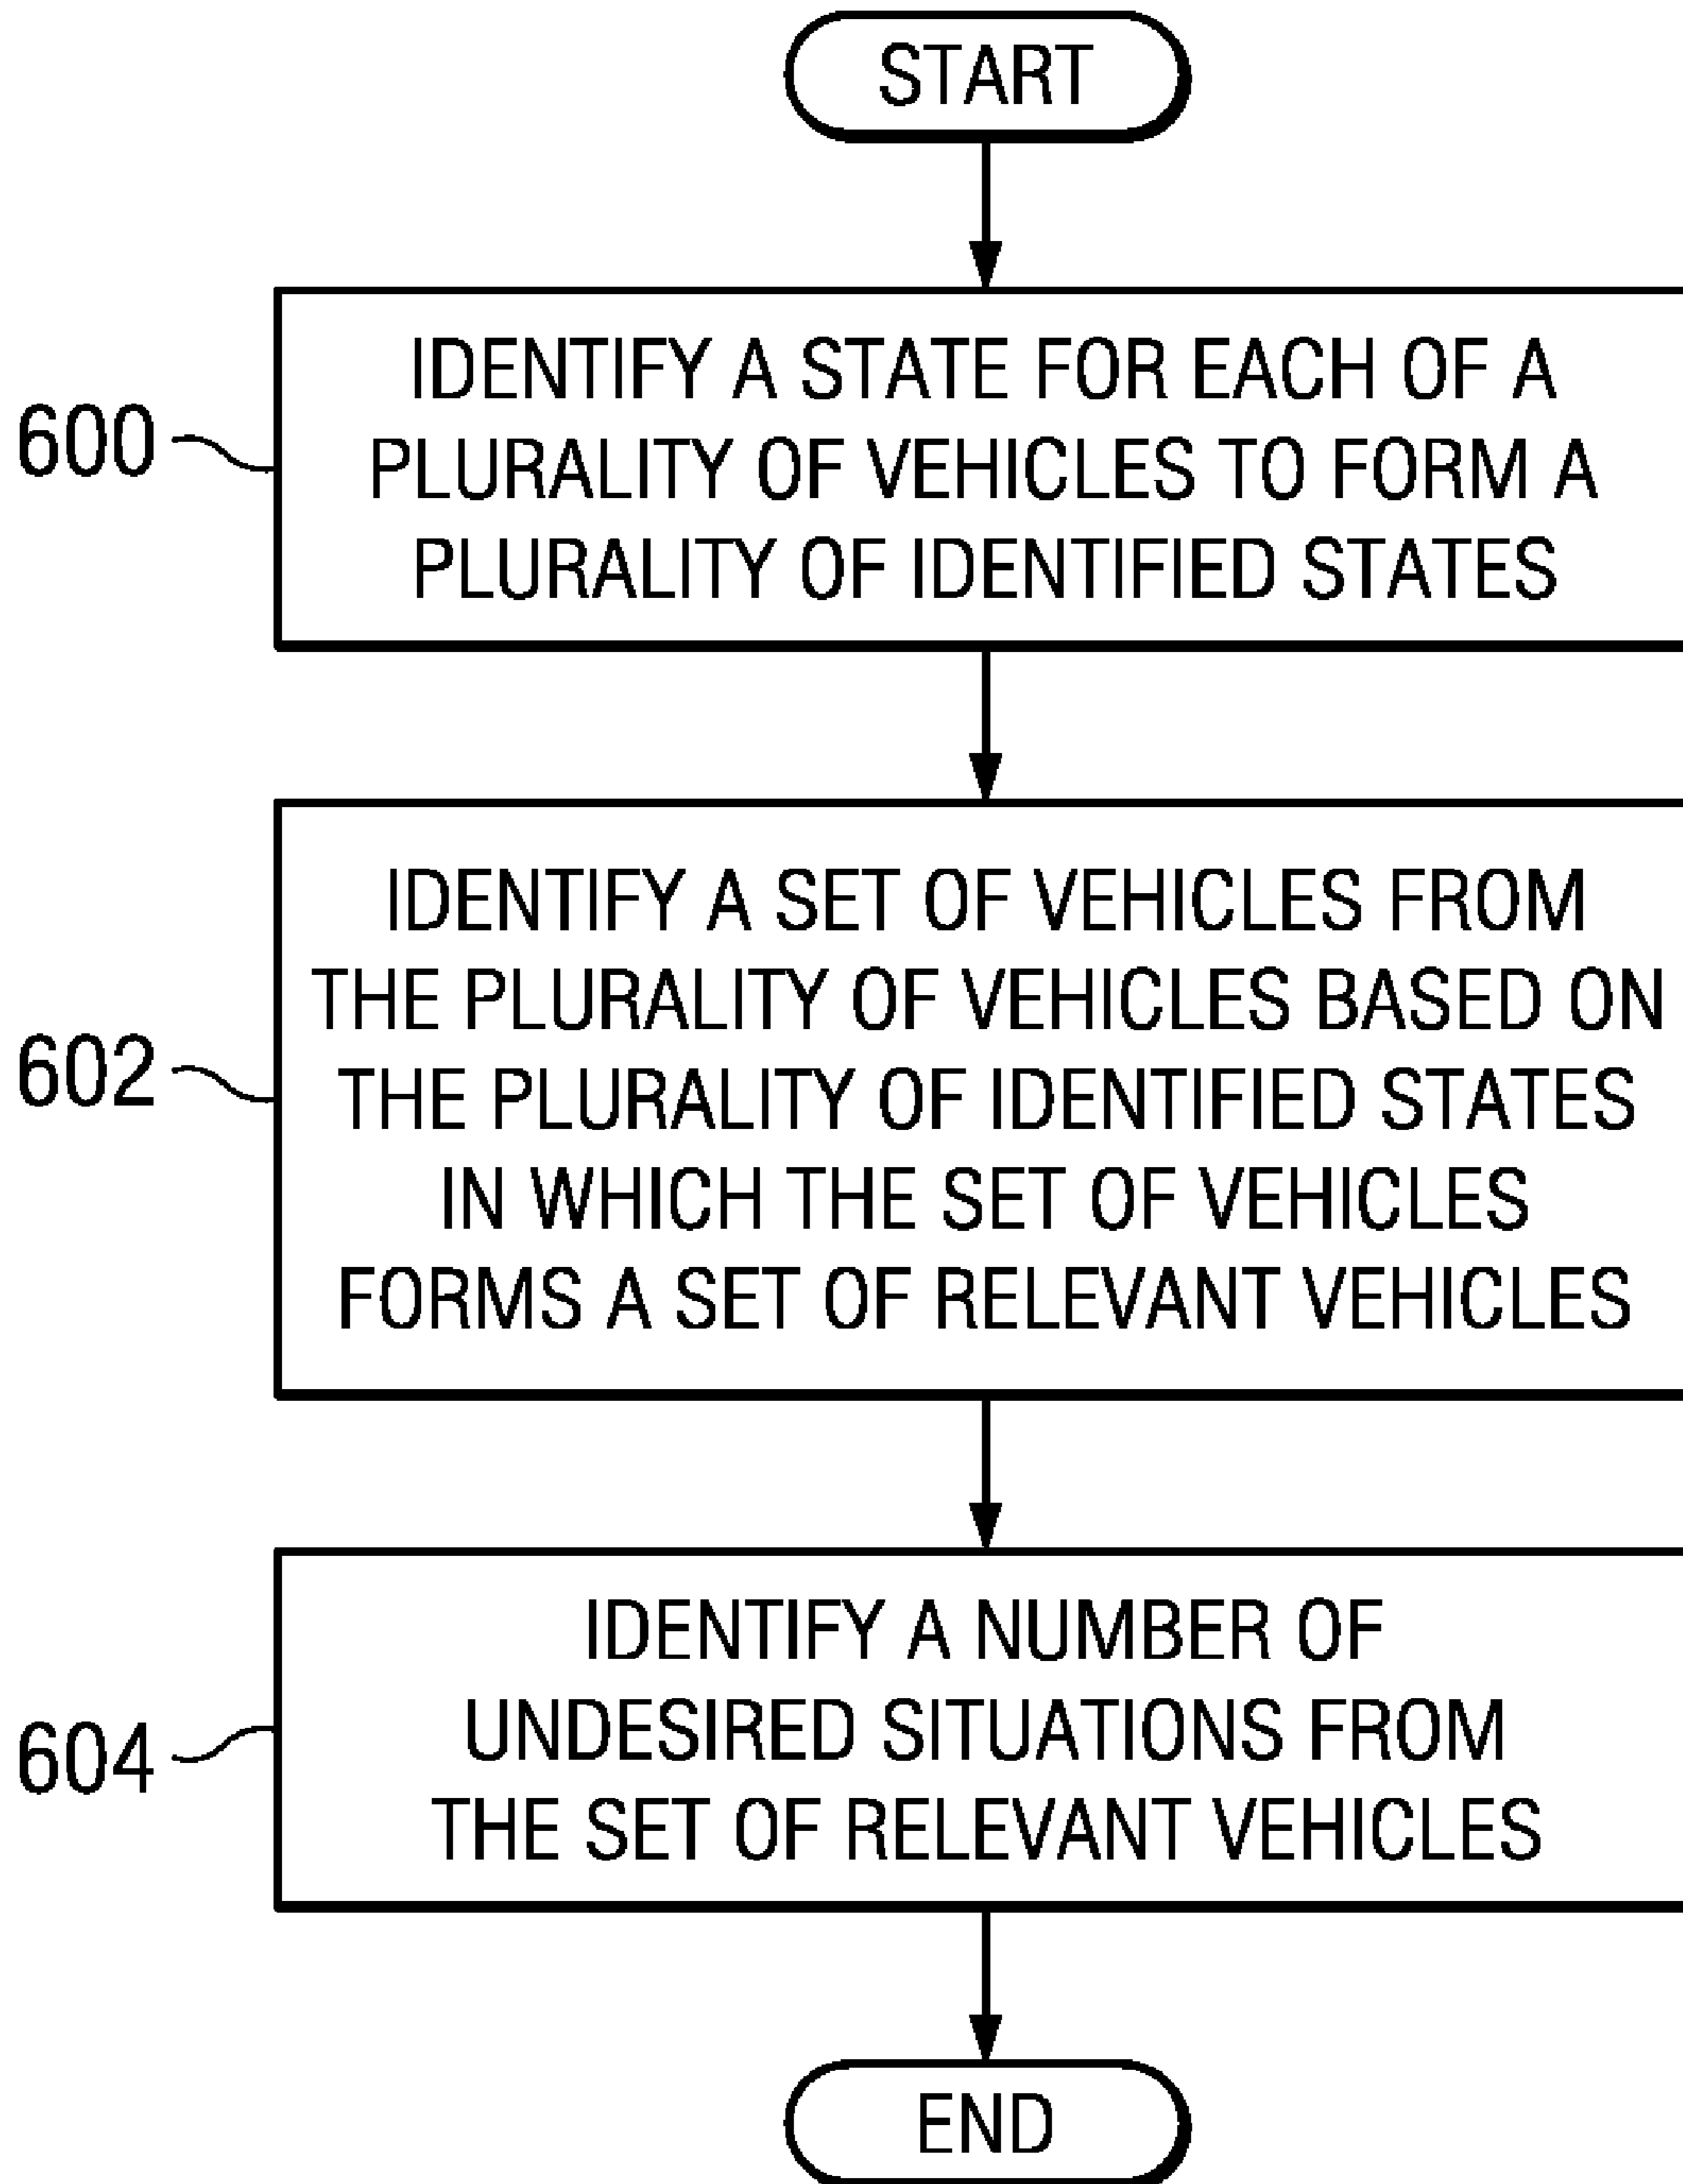 START
600
IDENTIFY A STATE FOR EACH OF A
PLURALITY OF VEHICLES TO FORM A
PLURALITY OF IDENTIFIED STATES
602
IDENTIFY A SET OF VEHICLES FROM
THE PLURALITY OF VEHICLES BASED ON
THE PLURALITY OF IDENTIFIED STATES
IN WHICH THE SET OF VEHICLES
FORMS A SET OF RELEVANT VEHICLES
604
IDENTIFY A NUMBER OF
UNDESIRED SITUATIONS FROM
THE SET OF RELEVANT VEHICLES
END